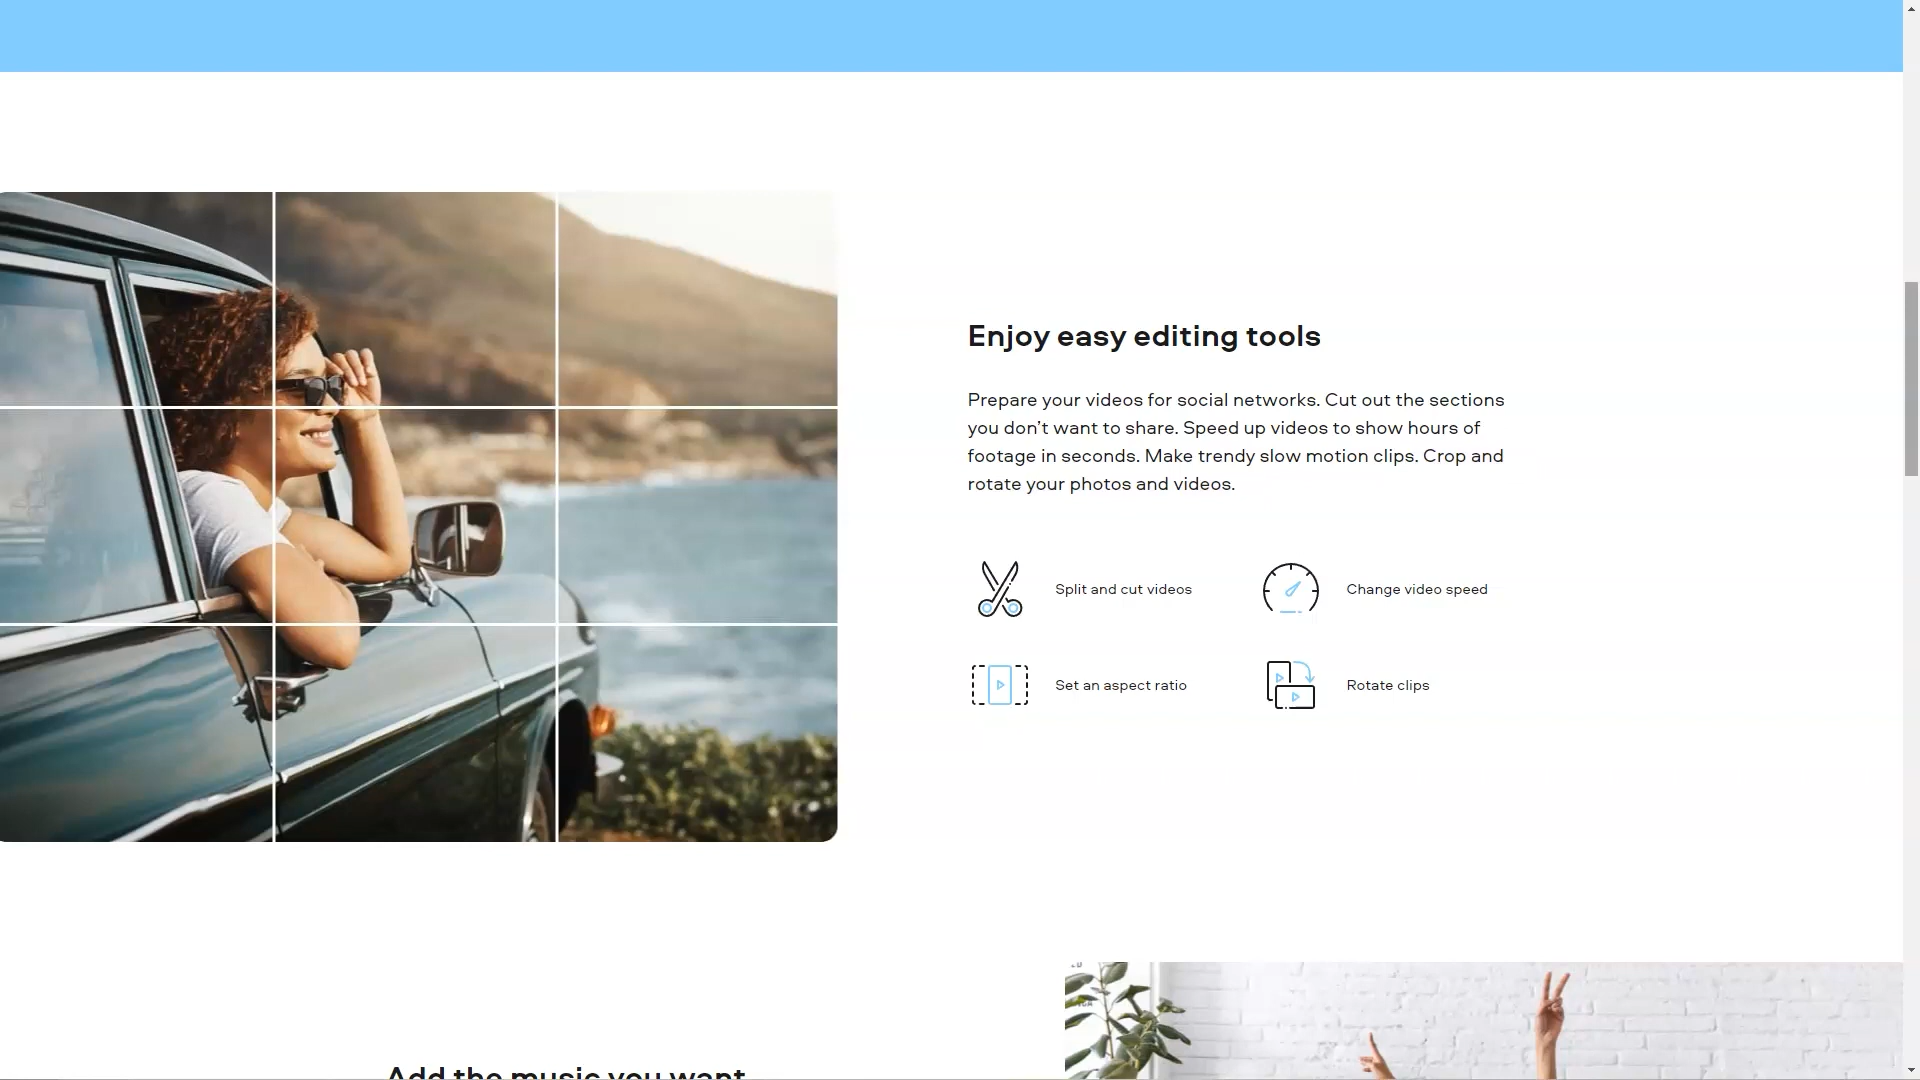 Enjoy easy editing tools
Prepare your videos for social networks. Cut out the sections
you don’t want to share. Speed up videos to show hours of
footage in seconds. Make trendy slow motion clips. Crop and
rotate your photos and videos.
Split and cut videos
Change video speed
Set an aspect ratio
Rotate clips
Add the music you want